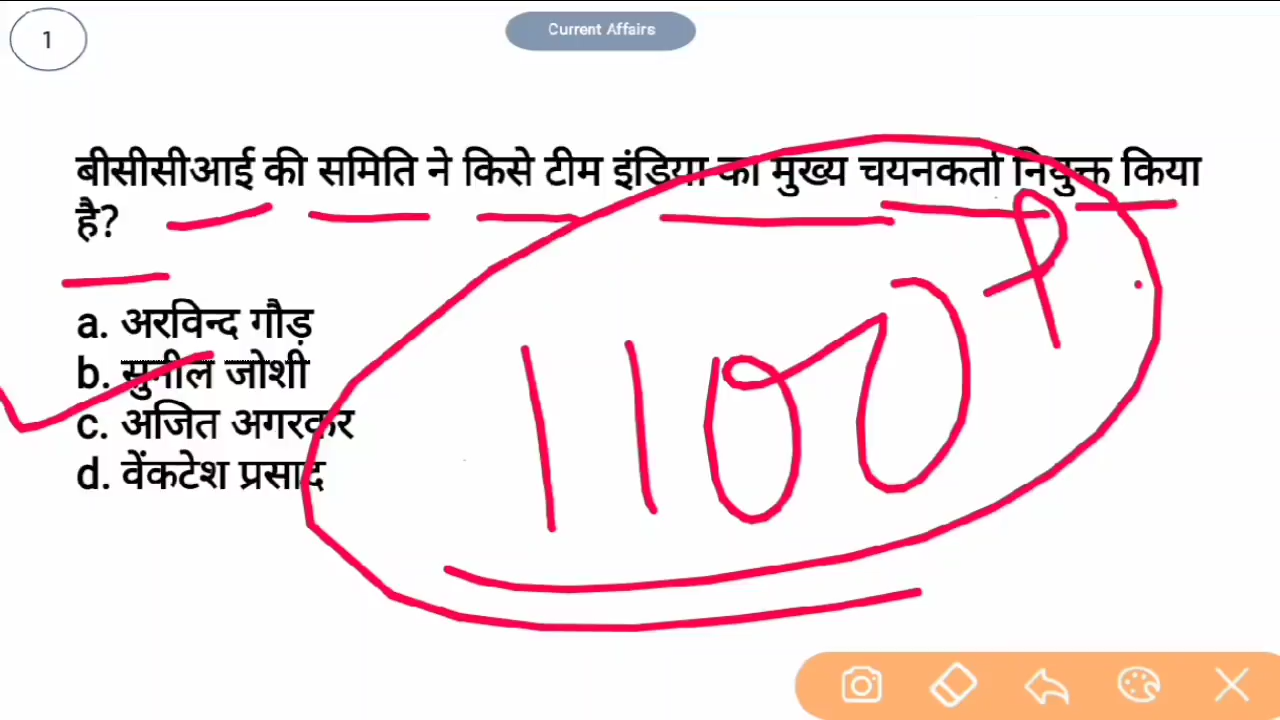 1
Current Affairs
बीसीसीआई की समिति ने किसे टीम इंडिया का मुख्य चयनकर्ता नियुक्त किया
है?
a. अरविन्द गौड़
b. सुनील जोशी
c. अजित अगरकर
d. वेंकटेश प्रसाद
1100 P